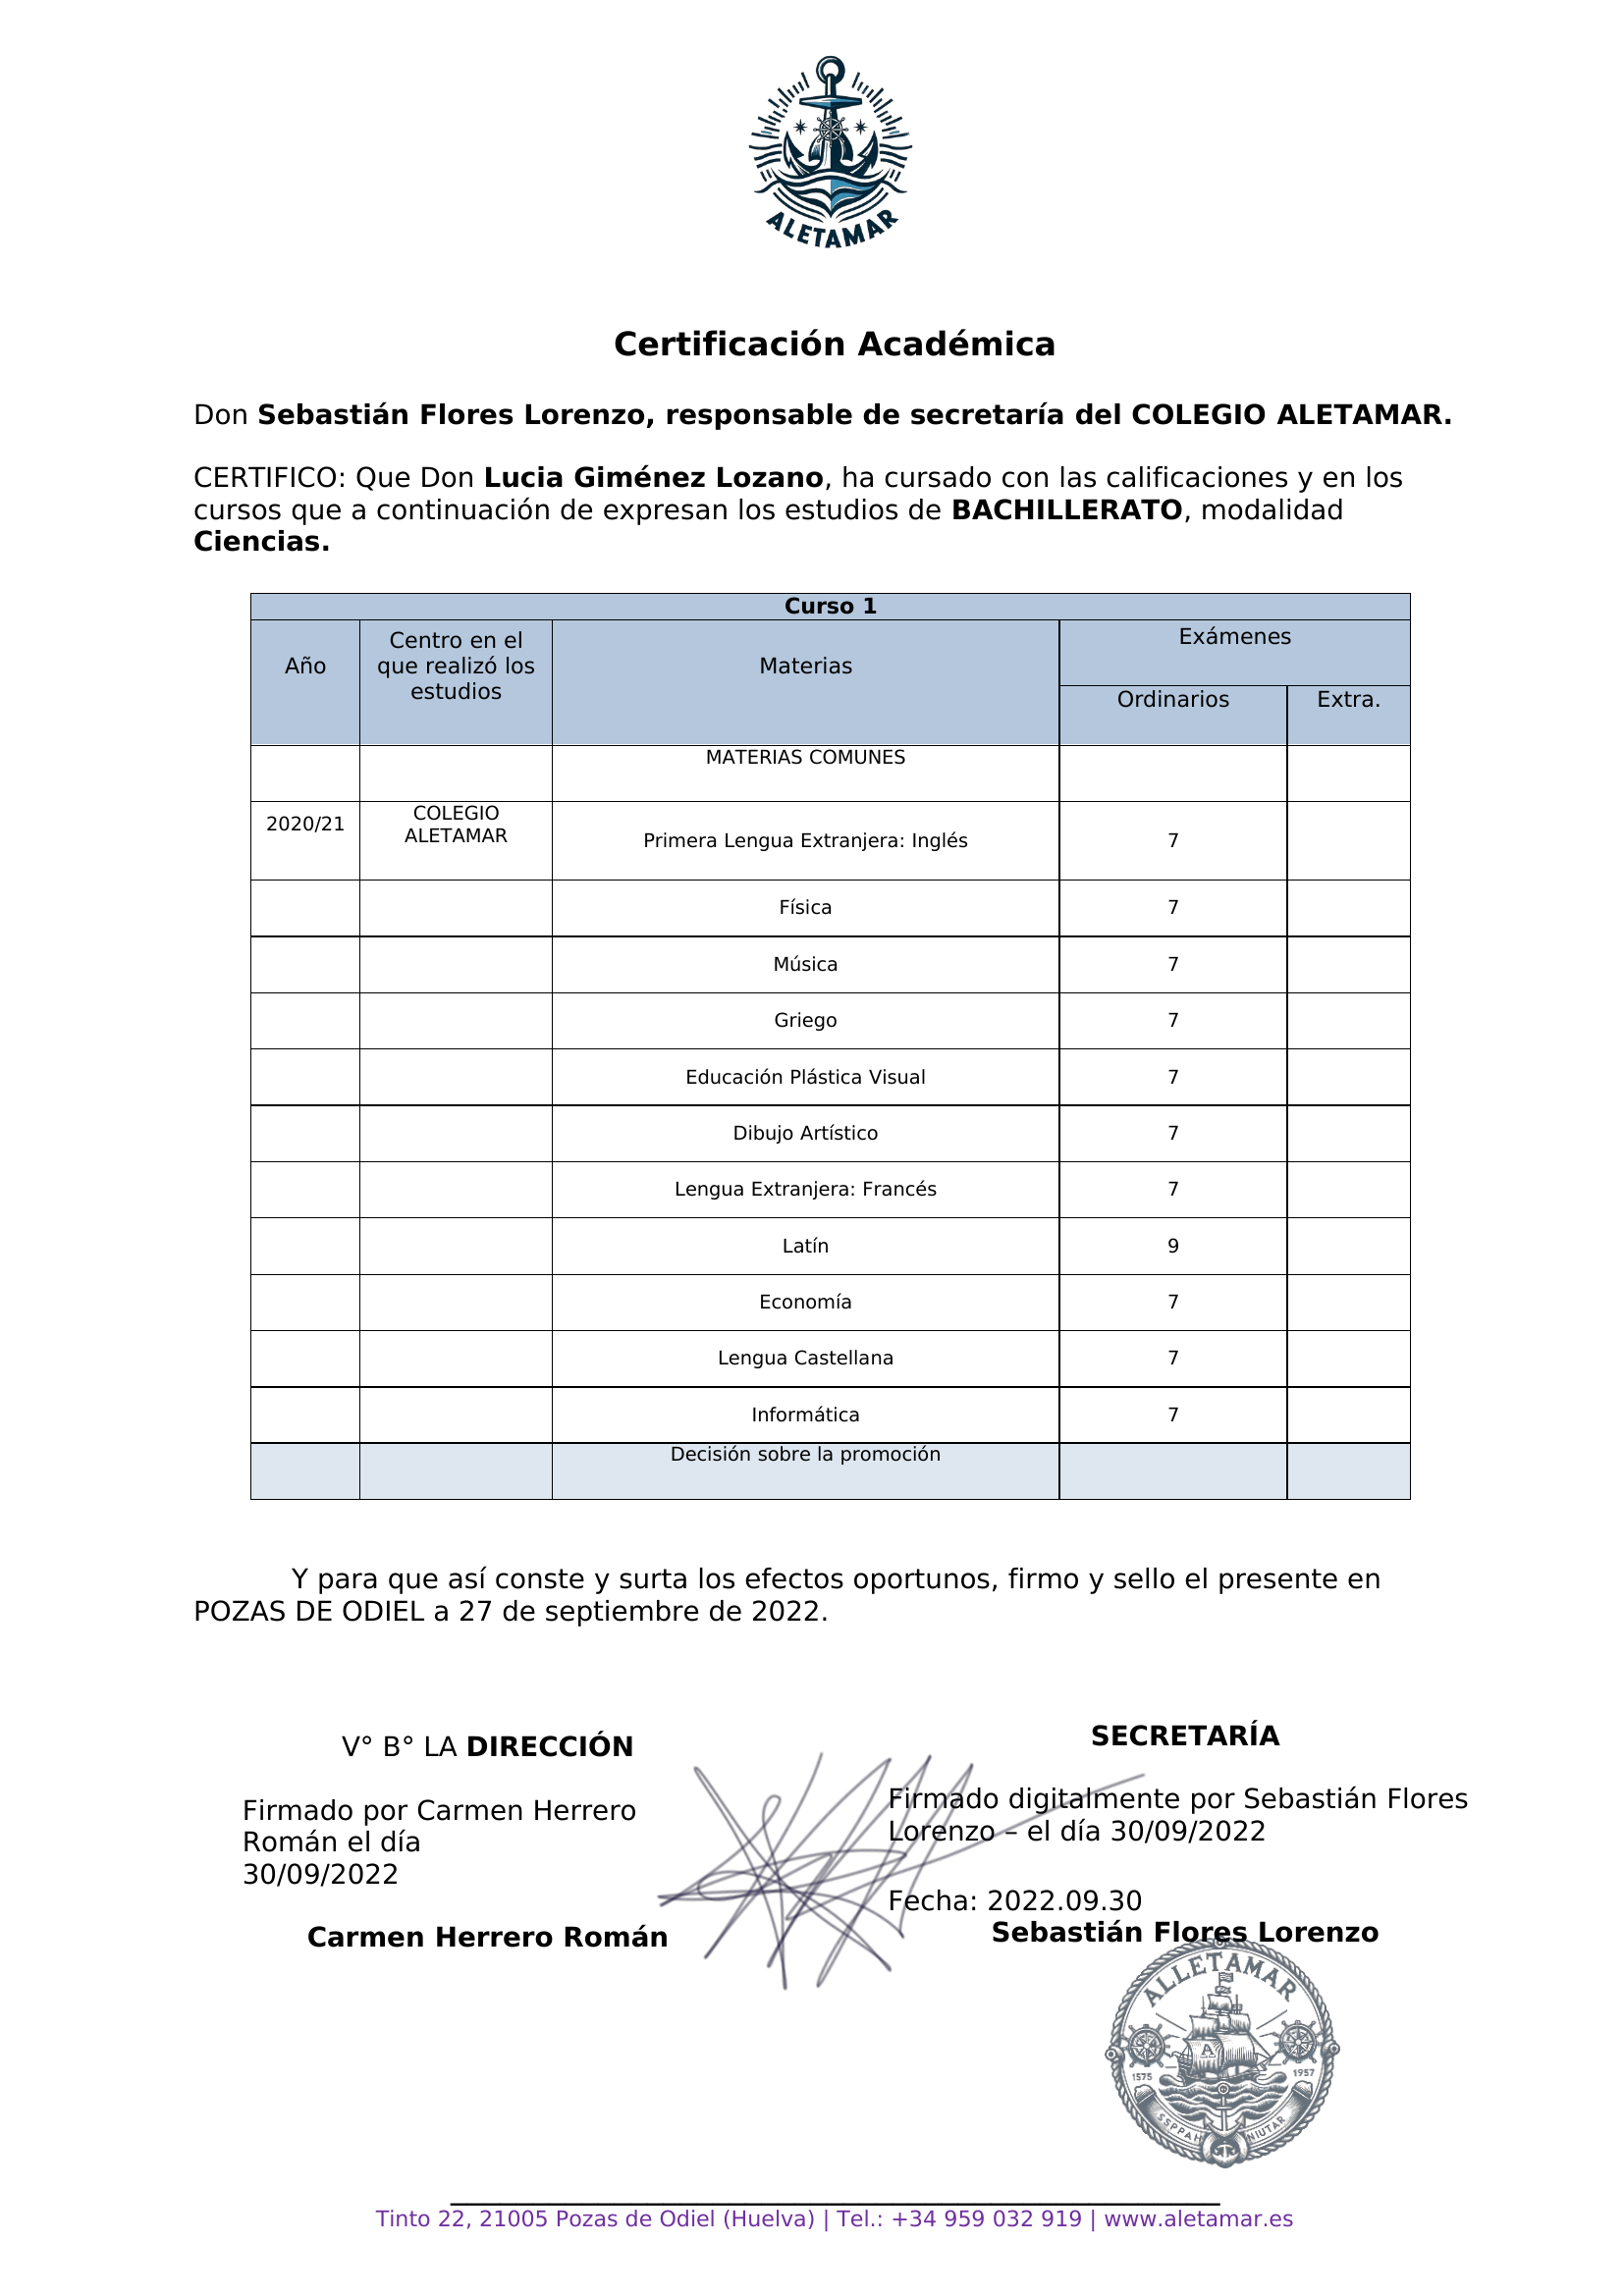 ALETAMAR
Certificación Académica
Don Sebastián Flores Lorenzo, responsable de secretaría del COLEGIO ALETAMAR.
CERTIFICO: Que Don Lucia Giménez Lozano, ha cursado con las calificaciones y en los
cursos que a continuación de expresan los estudios de BACHILLERATO, modalidad
Ciencias.
Curso 1
Año
Centro en el
que realizó los
estudios
Materias
Exámenes
Ordinarios
Extra.
MATERIAS COMUNES
2020/21
COLEGIO
ALETAMAR
Primera Lengua Extranjera: Inglés 7
Física 7
Música 7
Griego 7
Educación Plástica Visual 7
Dibujo Artístico 7
Lengua Extranjera: Francés 7
Latín 9
Economía 7
Lengua Castellana 7
Informática 7
Decisión sobre la promoción
Y para que así conste y surta los efectos oportunos, firmo y sello el presente en
POZAS DE ODIEL a 27 de septiembre de 2022.
V° B° LA DIRECCIÓN
Firmado por Carmen Herrero
Román el día
30/09/2022
Carmen Herrero Román
SECRETARÍA
Firmado digitalmente por Sebastián Flores
Lorenzo – el día 30/09/2022
Fecha: 2022.09.30
Sebastián Flores Lorenzo
ALLETAMAR
A
1575
1957
SSPPAH NIUTAR
Tinto 22, 21005 Pozas de Odiel (Huelva) | Tel.: +34 959 032 919 | www.aletamar.es